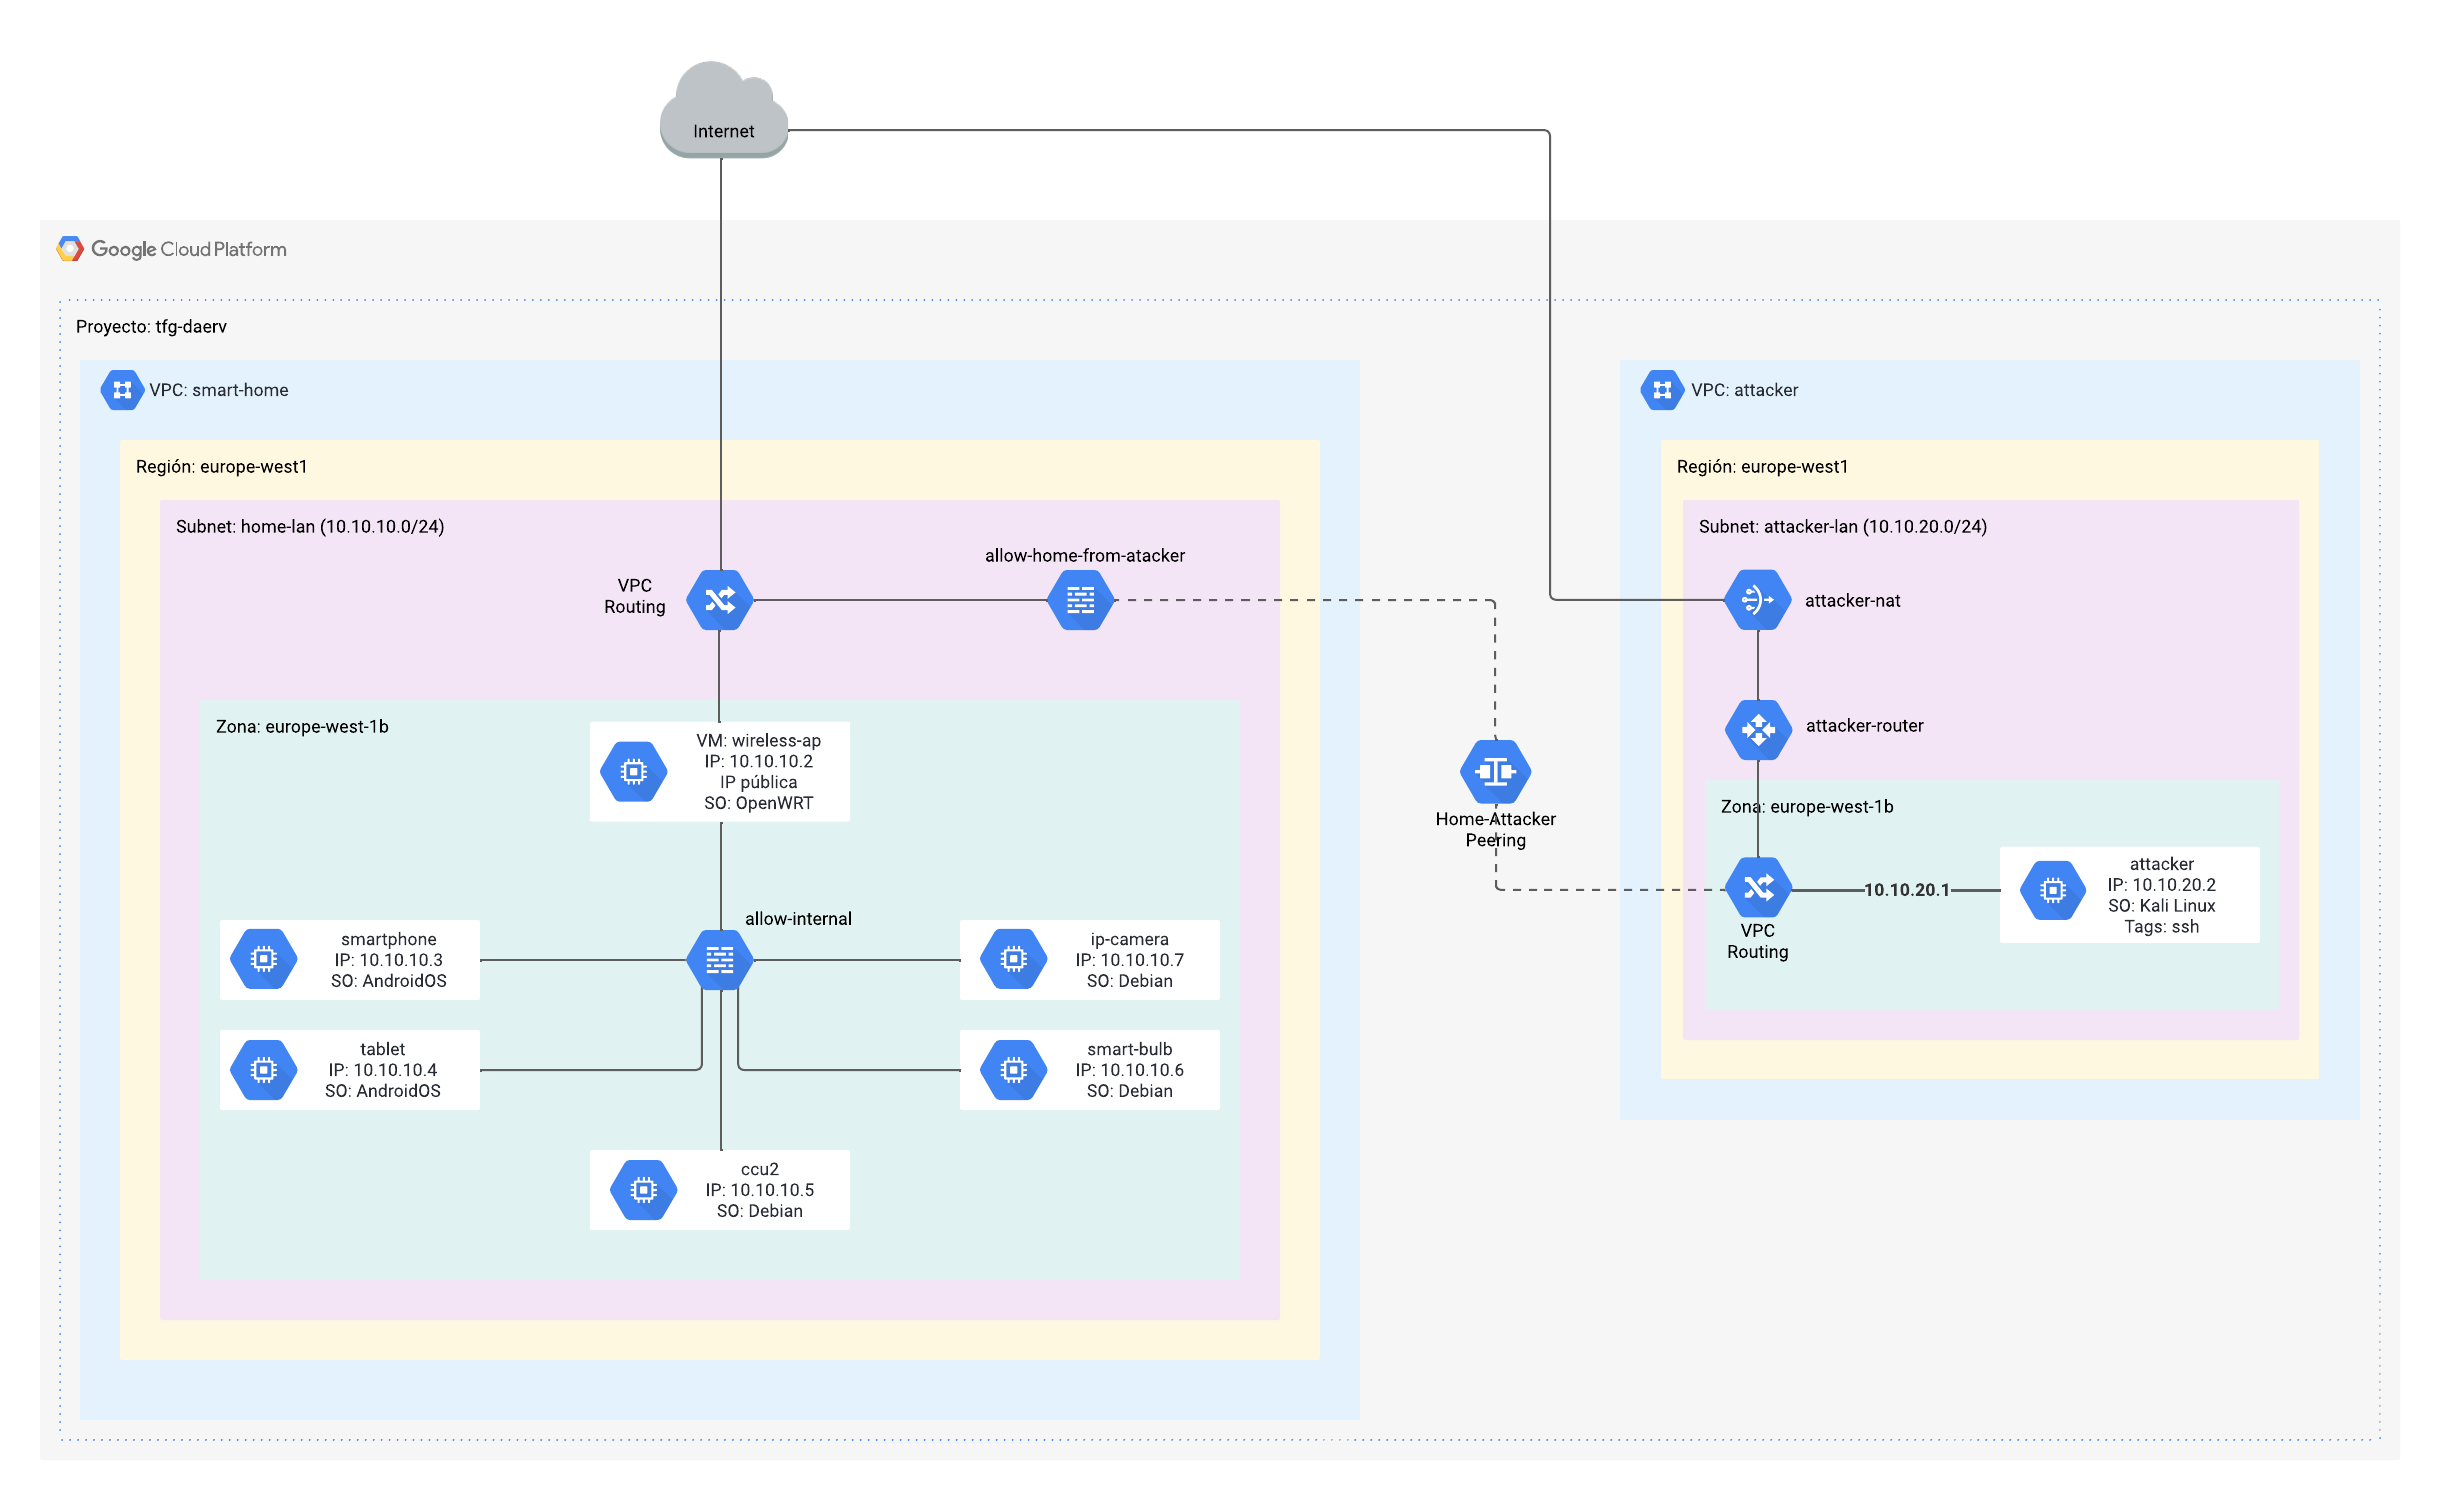 Internet
Google Cloud Platform
Proyecto: tfg-daerv
VPC: smart-home
Región: europe-west1
Subnet: home-lan (10.10.10.0/24)
allow-home-from-atacker
VPC
Routing
Zona: europe-west-1b
VM: wireless-ap
IP: 10.10.10.2
IP pública
SO: OpenWRT
allow-internal
smartphone
IP: 10.10.10.3
SO: AndroidOS
ip-camera
IP: 10.10.10.7
SO: Debian
tablet
IP: 10.10.10.4
SO: AndroidOS
smart-bulb
IP: 10.10.10.6
SO: Debian
ccu2
IP: 10.10.10.5
SO: Debian
Home-Attacker
Peering
VPC: attacker
Región: europe-west1
Subnet: attacker-lan (10.10.20.0/24)
attacker-nat
attacker-router
Zona: europe-west-1b
VPC
Routing
10.10.20.1
attacker
IP: 10.10.20.2
SO: Kali Linux
Tags: ssh